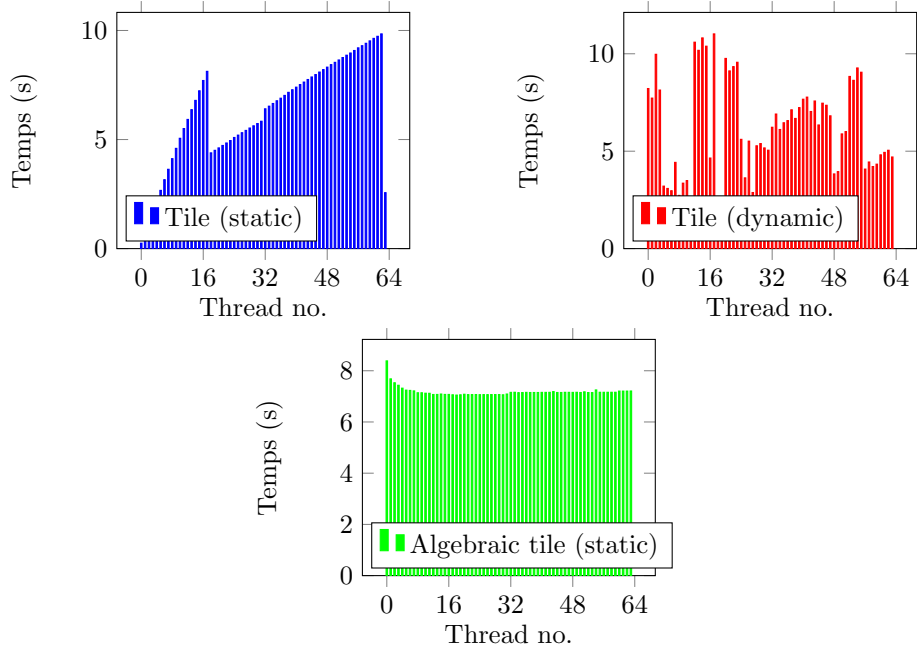 10
5
0
Temps (s)
Tile (static)
0 16 32 48 64
Thread no.
10
5
0
Temps (s)
Tile (dynamic)
0 16 32 48 64
Thread no.
8
6
4
2
0
Temps (s)
Algebraic tile (static)
0 16 32 48 64
Thread no.